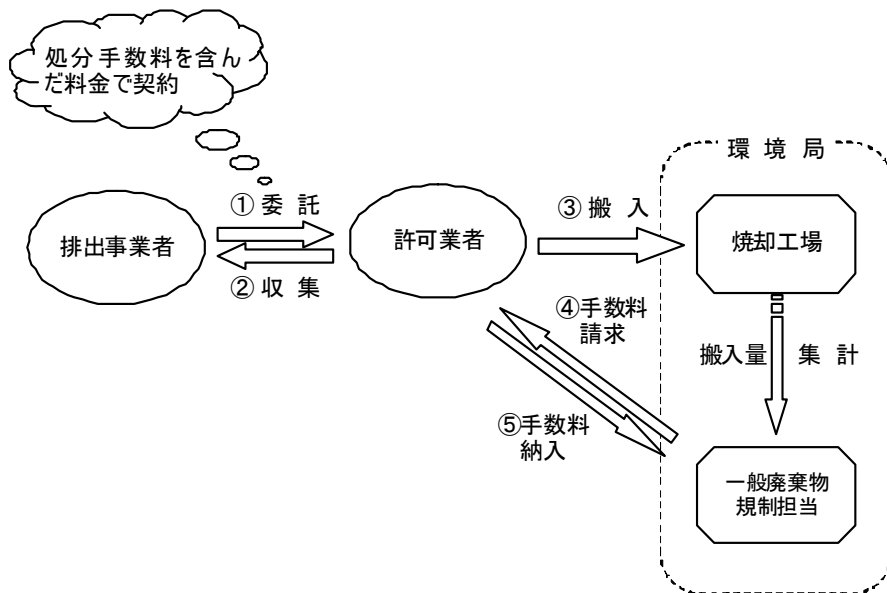 処分手数料を含ん
だ料金で契約
環境局
①委託
③搬入
排出事業者
許可業者
焼却工場
②収集
④手数料
請求
搬入量集計
⑤手数料
納入
一般廃棄物
規制担当